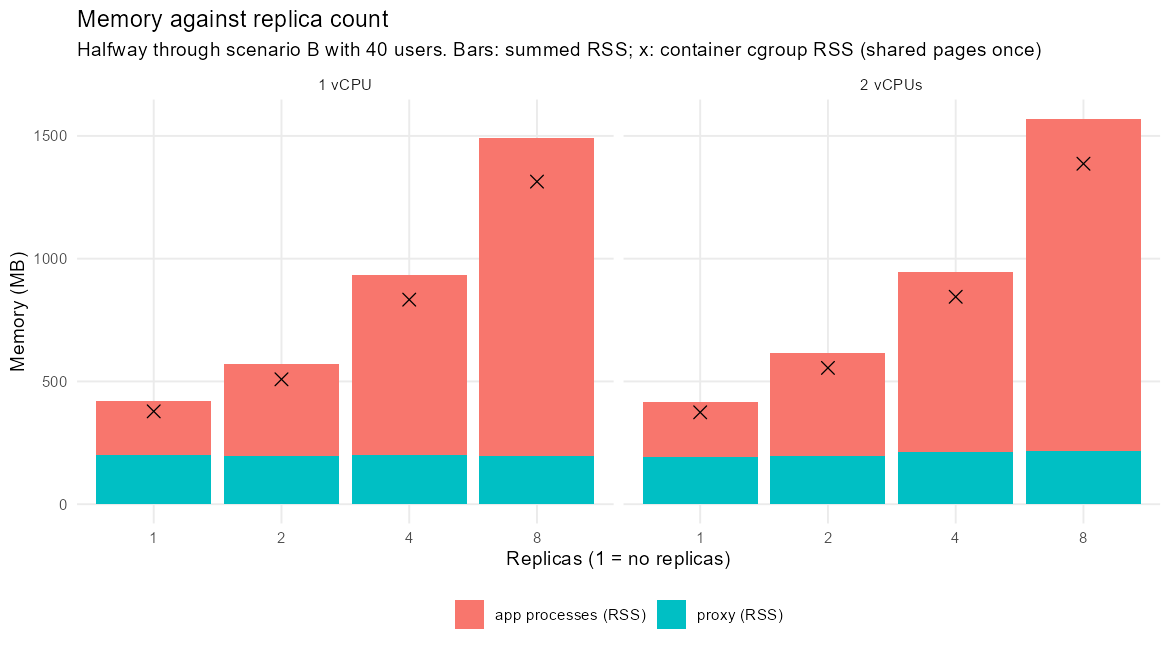 Memory against replica count
Halfway through scenario B with 40 users. Bars: summed RSS; x: container cgroup RSS (shared pages once)
1 vCPU
2 vCPUs
Memory (MB)
1500
1000
500
0
1 2 4 8
1 2 4 8
Replicas (1 = no replicas)
app processes (RSS) proxy (RSS)